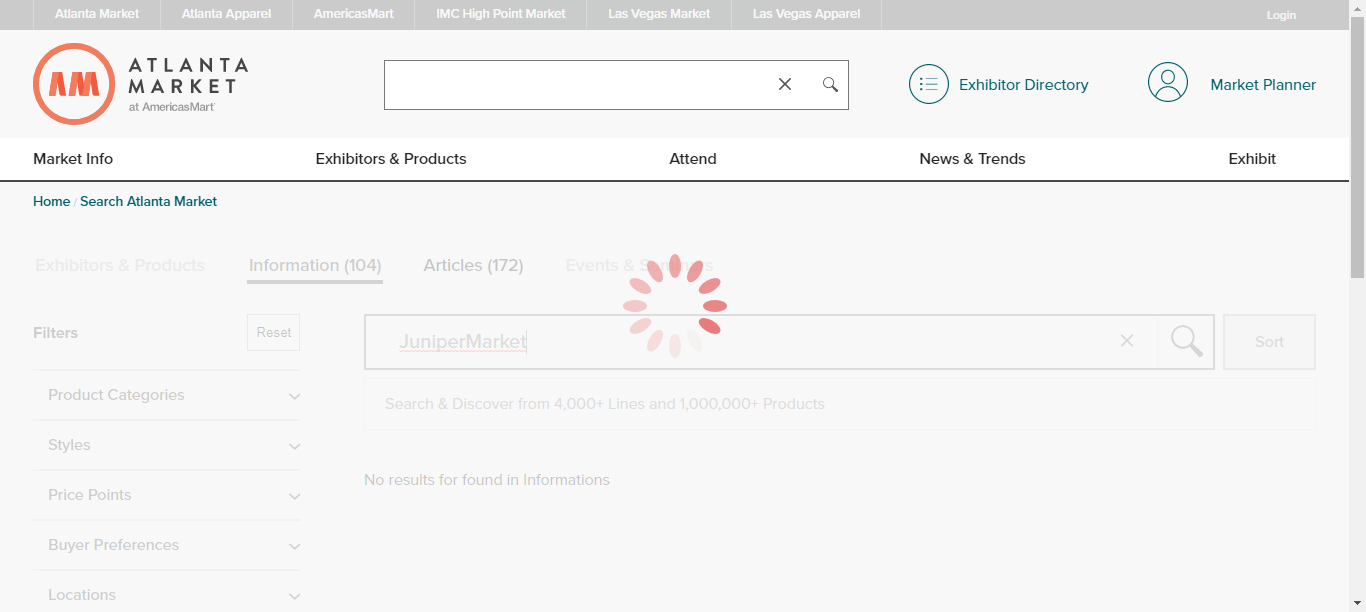 Atlanta Market Atlanta Apparel AmericasMart IMC High Point Market Las Vegas Market Las Vegas Apparel Login
ATLANTA
MARKET
at AmericasMart
Exhibitor Directory Market Planner
Market Info Exhibitors & Products Attend News & Trends Exhibit
Home / Search Atlanta Market
Exhibitors & Products Information (104) Articles (172) Events &
Filters Reset
JuniperMarket
Sort
Product Categories
Search & Discover from 4,000+ Lines and 1,000,000+ Products
Styles
No results for found in Informations
Price Points
Buyer Preferences
Locations